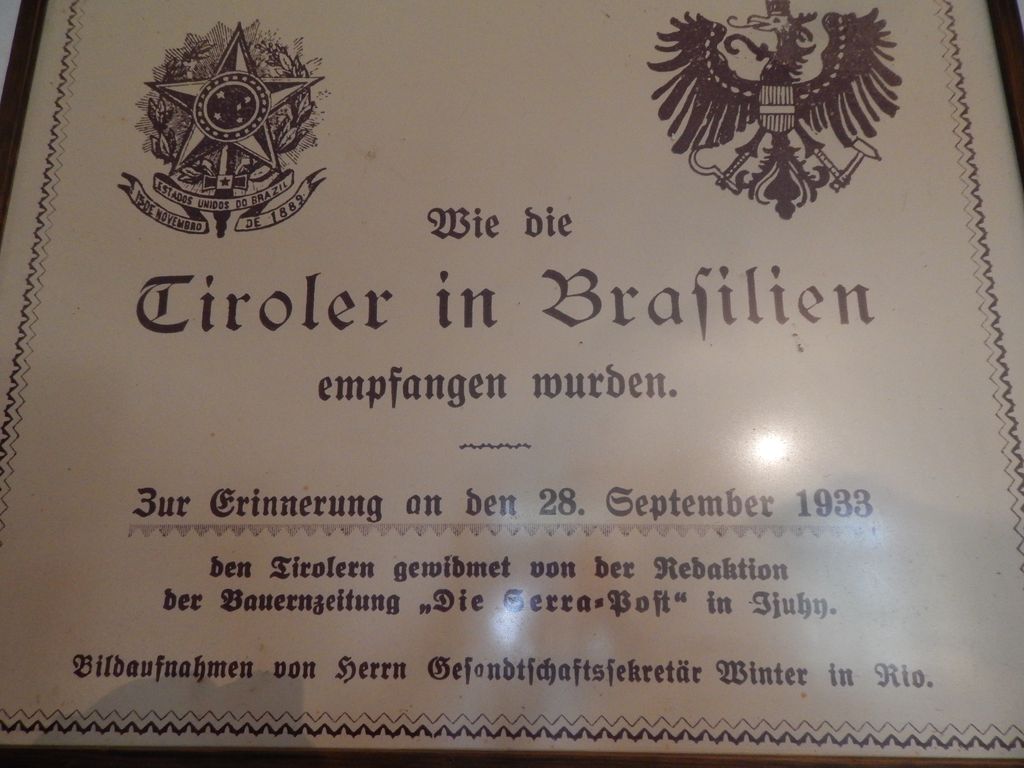 ESTADOS UNIDOS DO BRAZIL
15 DE NOVEMBRO DE 1889
Wie die
Tiroler in Braſilien
empfangen wurden.
Zur Erinnerung an den 28. September 1933
den Tirolern gewidmet von der Redaktion
der Bauernzeitung „Die Serra-Poſt“ in Ijuhy.
Bildaufnahmen von Herrn Geſandtſchaftsſekretär Winter in Rio.